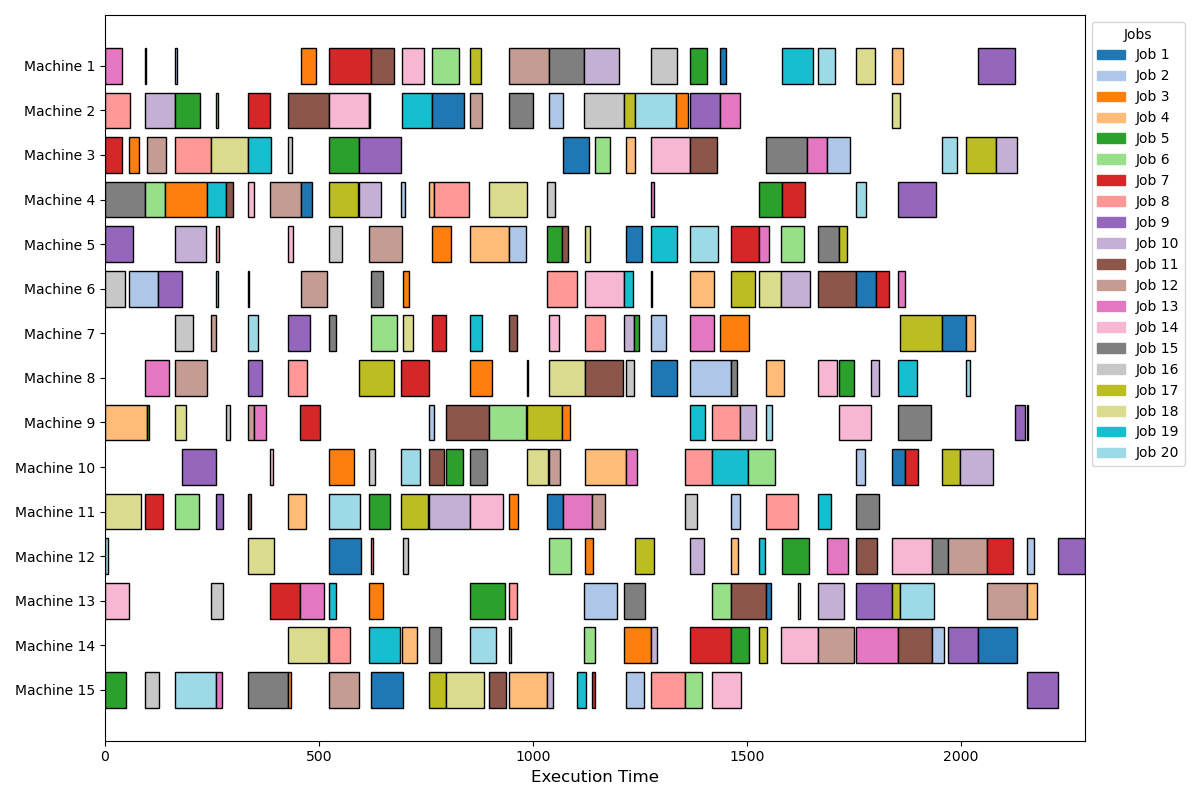 Machine 1
Machine 2
Machine 3
Machine 4
Machine 5
Machine 6
Machine 7
Machine 8
Machine 9
Machine 10
Machine 11
Machine 12
Machine 13
Machine 14
Machine 15
0 500 1000 1500 2000
Execution Time
Jobs
Job 1
Job 2
Job 3
Job 4
Job 5
Job 6
Job 7
Job 8
Job 9
Job 10
Job 11
Job 12
Job 13
Job 14
Job 15
Job 16
Job 17
Job 18
Job 19
Job 20